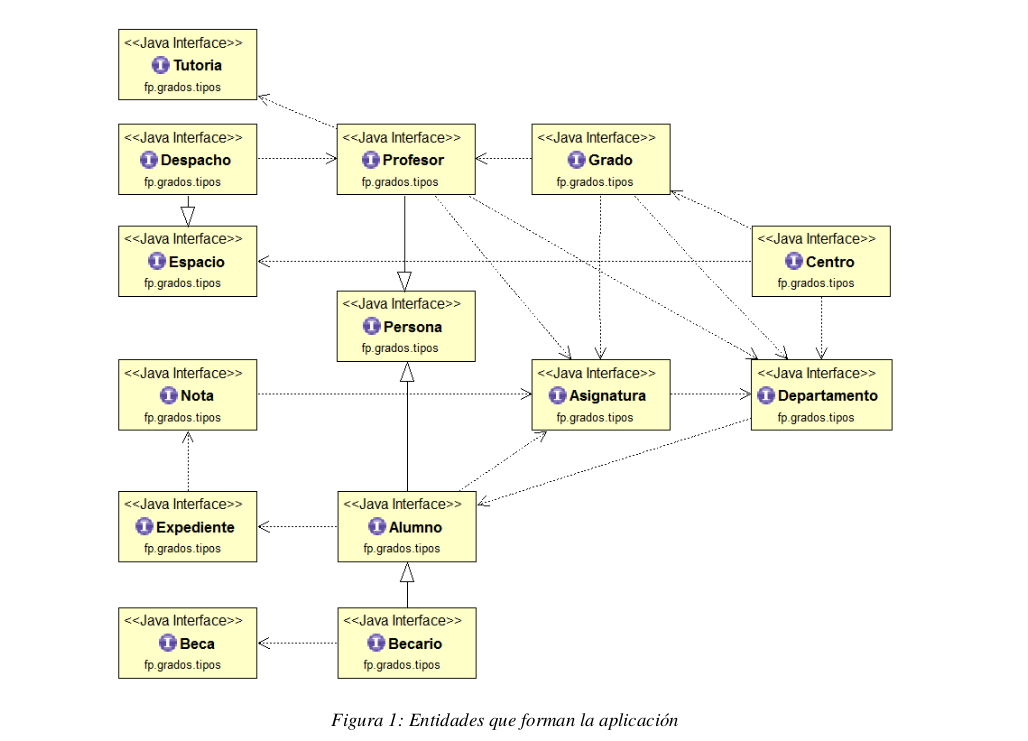 <<Java Interface>>
Tutoria
fp.grados.tipos
<<Java Interface>>
Despacho
fp.grados.tipos
<<Java Interface>>
Profesor
fp.grados.tipos
<<Java Interface>>
Grado
fp.grados.tipos
<<Java Interface>>
Espacio
fp.grados.tipos
<<Java Interface>>
Centro
fp.grados.tipos
<<Java Interface>>
Persona
fp.grados.tipos
<<Java Interface>>
Nota
fp.grados.tipos
<<Java Interface>>
Asignatura
fp.grados.tipos
<<Java Interface>>
Departamento
fp.grados.tipos
<<Java Interface>>
Expediente
fp.grados.tipos
<<Java Interface>>
Alumno
fp.grados.tipos
<<Java Interface>>
Beca
fp.grados.tipos
<<Java Interface>>
Becario
fp.grados.tipos
Figura 1: Entidades que forman la aplicación